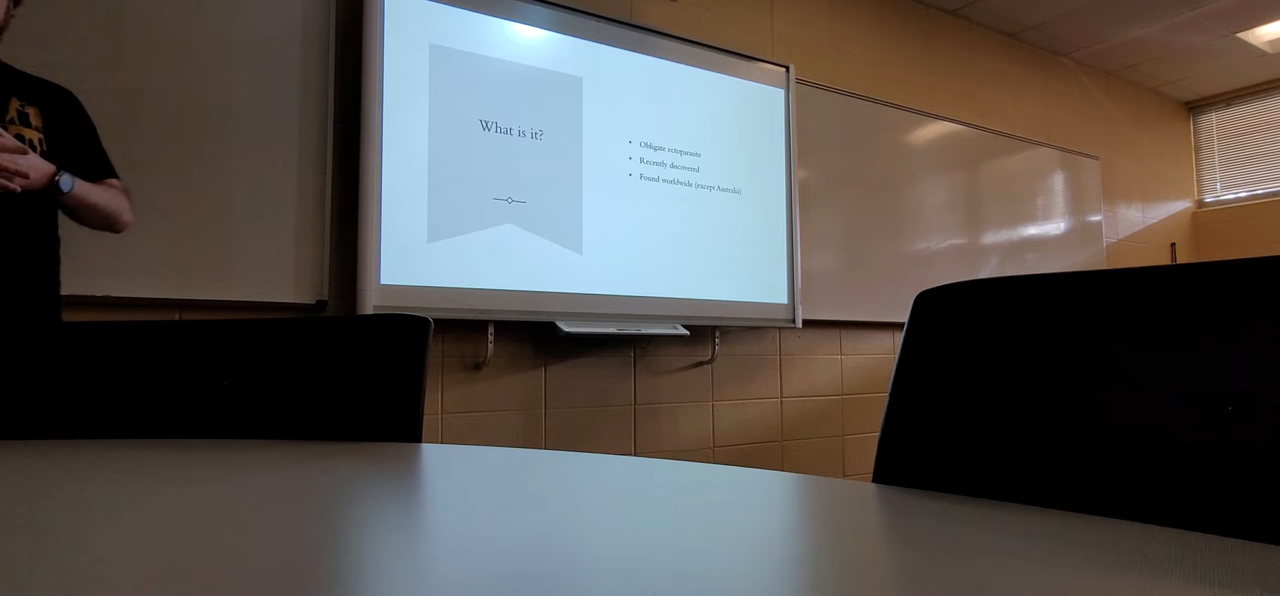 What is it?
Obligate ectoparasite
Recently discovered
Found worldwide (except Australia)